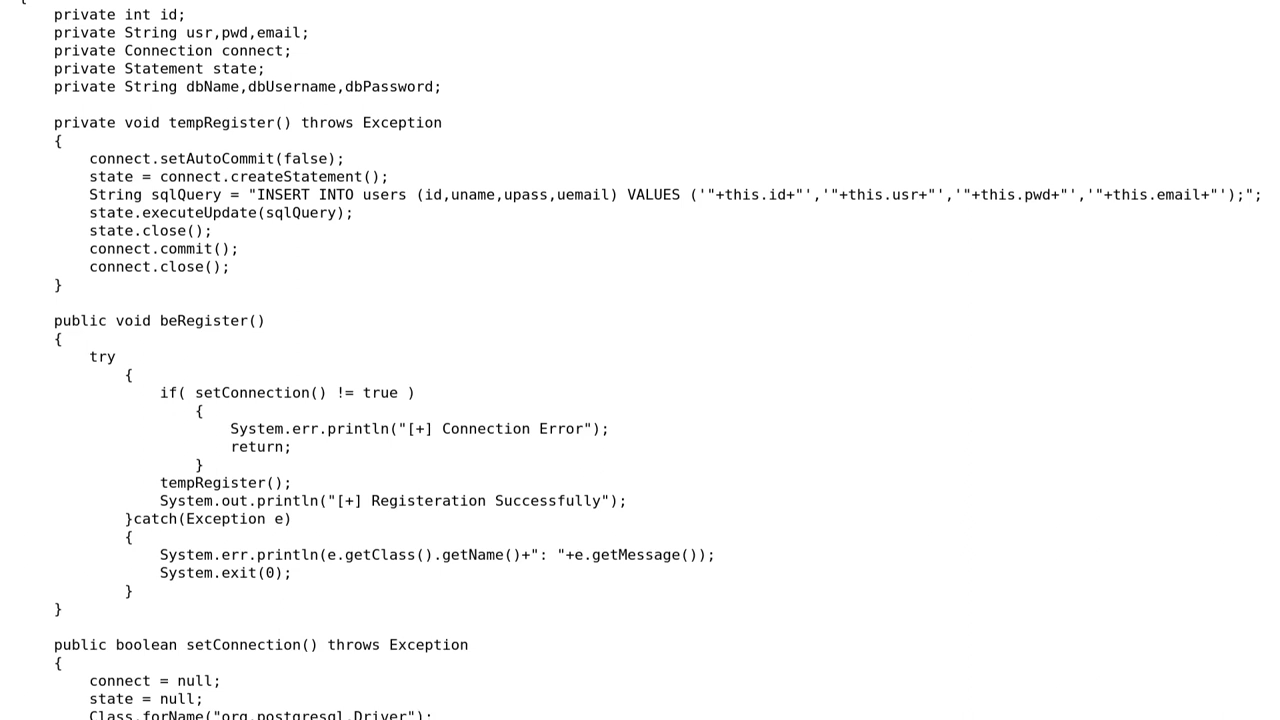 {
    private int id;
    private String usr,pwd,email;
    private Connection connect;
    private Statement state;
    private String dbName,dbUsername,dbPassword;

    private void tempRegister() throws Exception
    {
        connect.setAutoCommit(false);
        state = connect.createStatement();
        String sqlQuery = "INSERT INTO users (id,uname,upass,uemail) VALUES ('"+this.id+"','"+this.usr+"','"+this.pwd+"','"+this.email+"');";
        state.executeUpdate(sqlQuery);
        state.close();
        connect.commit();
        connect.close();
    }

    public void beRegister()
    {
        try
            {
                if( setConnection() != true )
                    {
                        System.err.println("[+] Connection Error");
                        return;
                    }
                tempRegister();
                System.out.println("[+] Registeration Successfully");
            }catch(Exception e)
            {
                System.err.println(e.getClass().getName()+": "+e.getMessage());
                System.exit(0);
            }
    }

    public boolean setConnection() throws Exception
    {
        connect = null;
        state = null;
        Class.forName("org.postgresql.Driver");